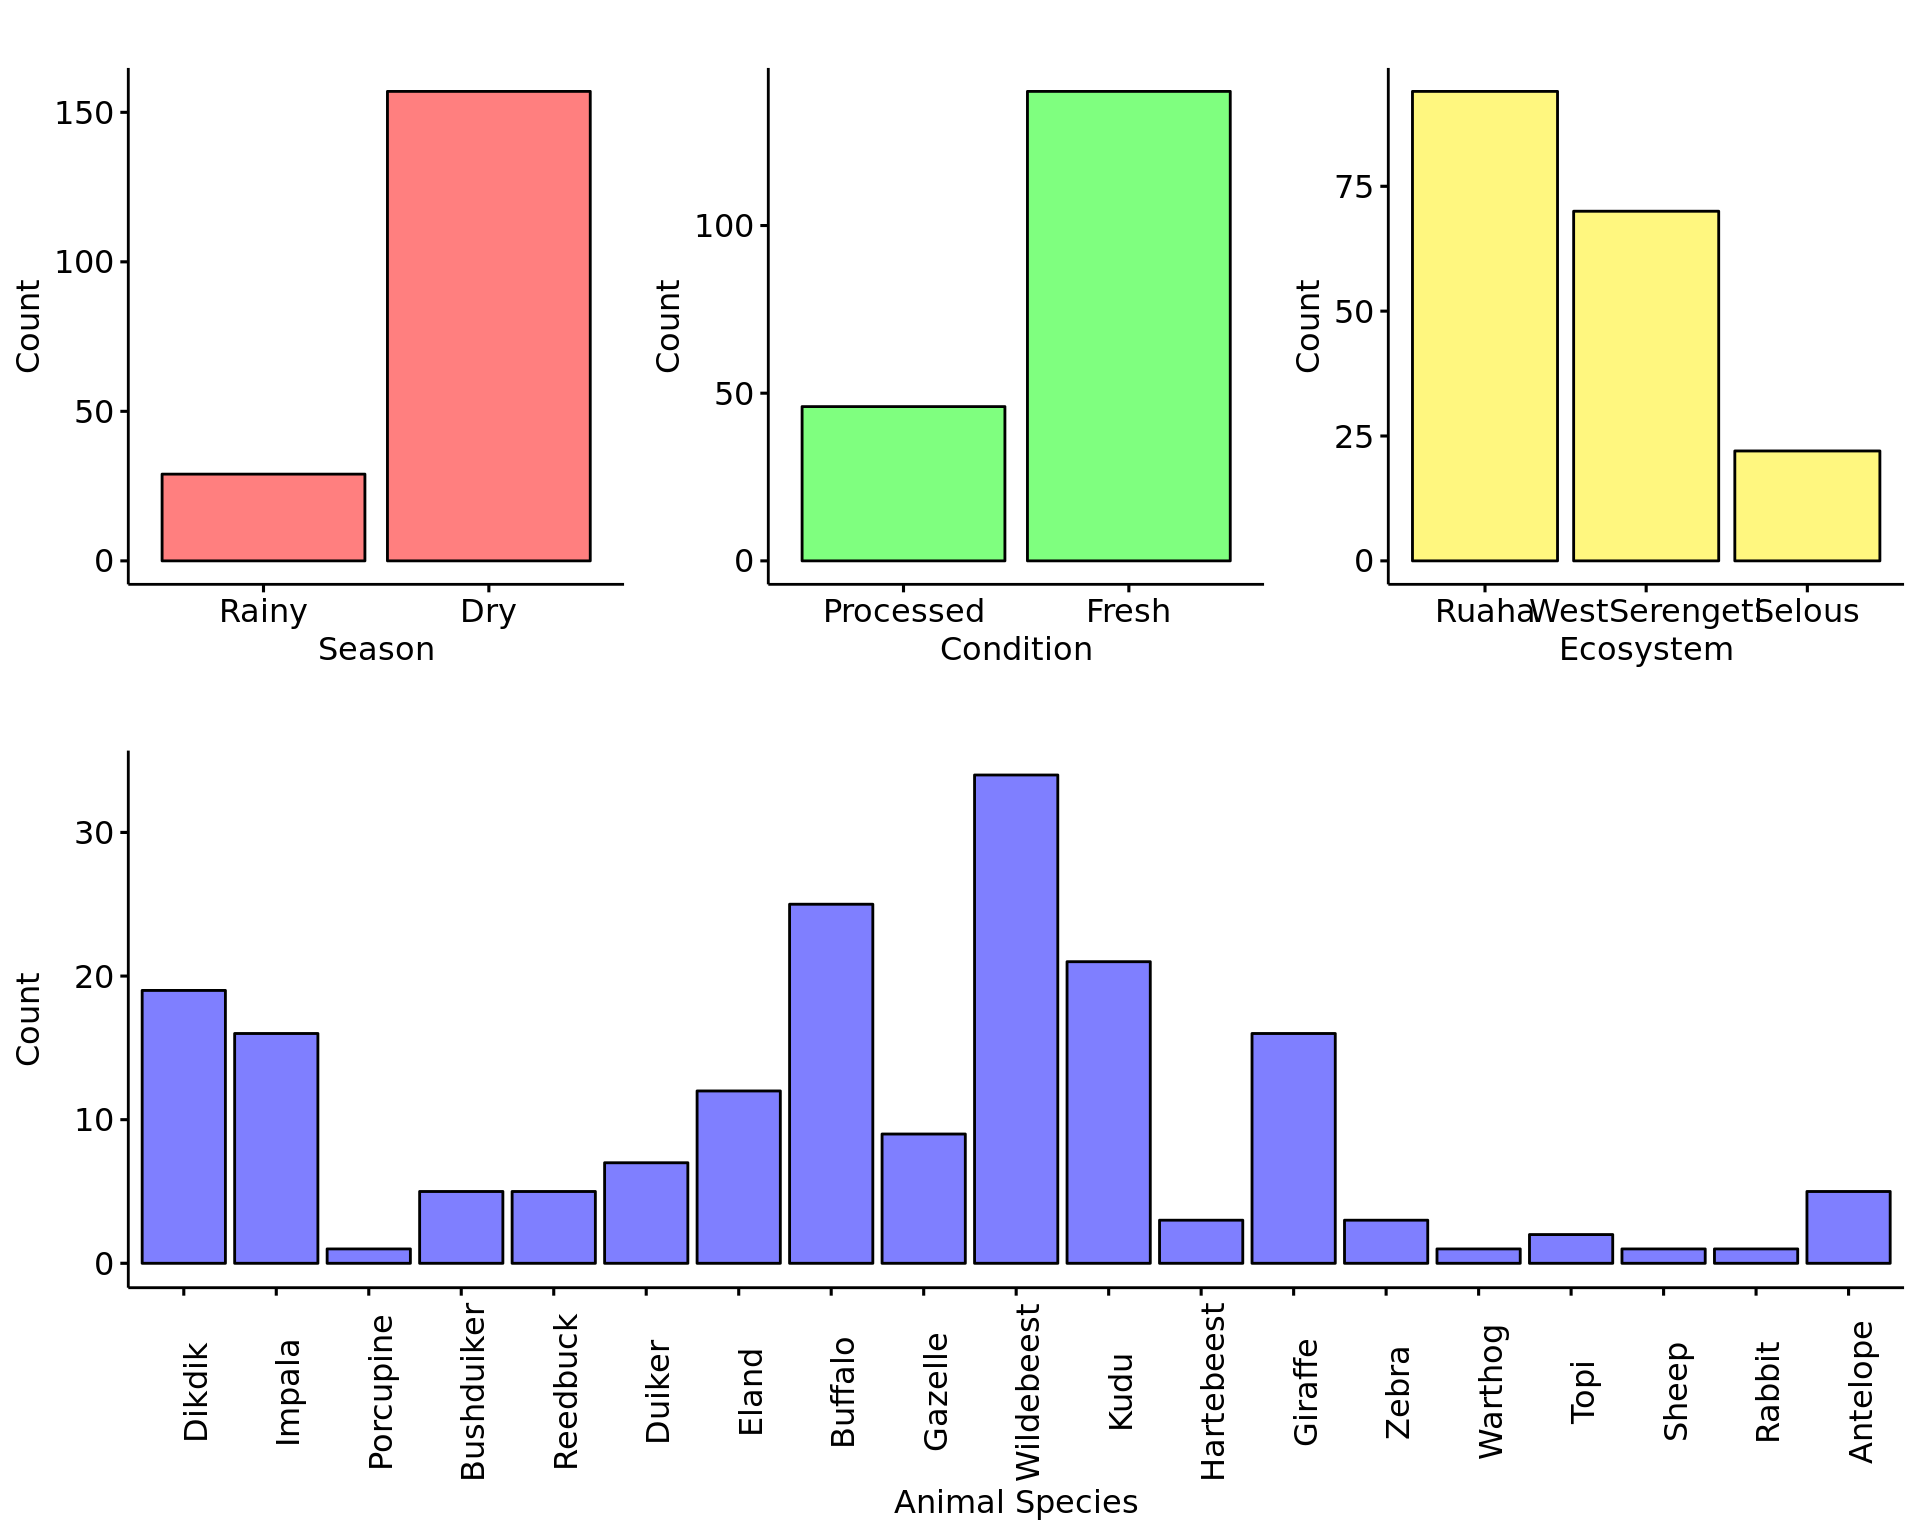 150
100
50
0
Count
Rainy Dry
Season
100
50
0
Count
Processed Fresh
Condition
75
50
25
0
Count
Ruaha WestSerengeti Selous
Ecosystem
30
20
10
0
Count
Dikdik Impala Porcupine Bushduiker Reedbuck Duiker Eland Buffalo Gazelle Wildebeest Kudu Hartebeest Giraffe Zebra Warthog Topi Sheep Rabbit Antelope
Animal Species